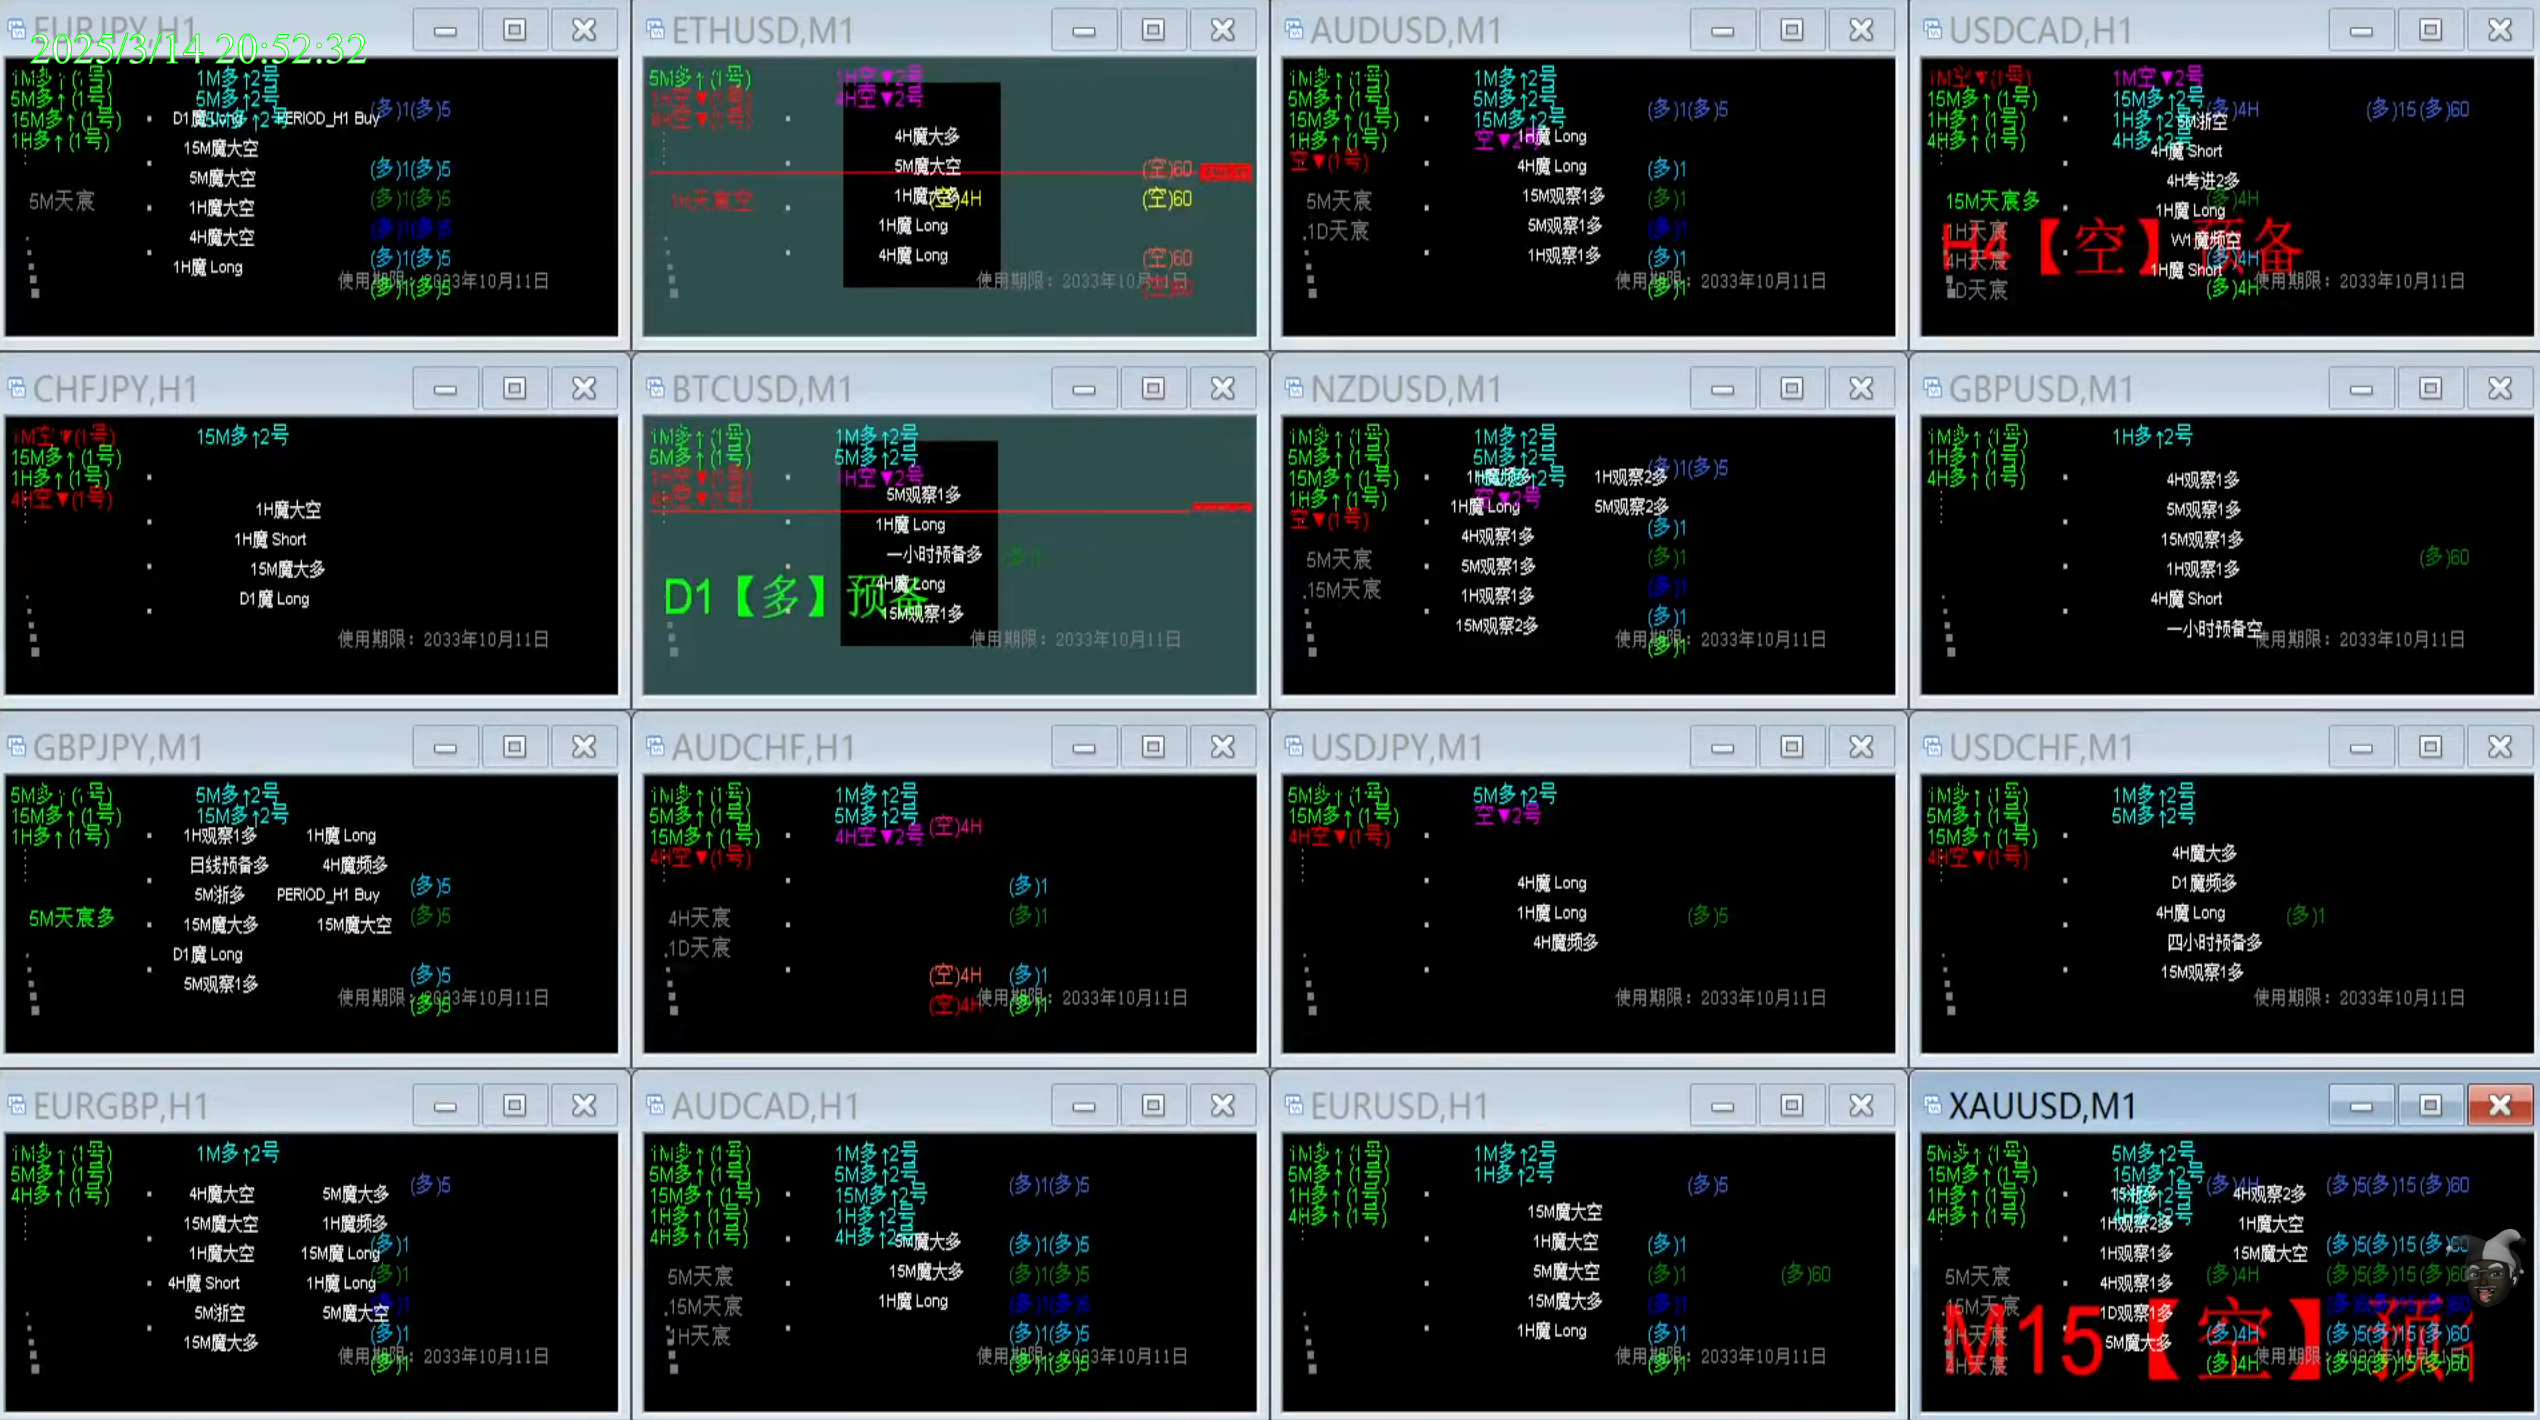 EURJPY,H1
2025/3/14 20:52:32
1M多↑(1号)
1M多↑2号
5M多↑(1号)
5M多↑2号
15M多↑(1号)
1H多↑(1号)
(多)1(多)5
PERIOD_H1 Buy
15M魔大空
5M魔大空
(多)1(多)5
5M天宸
1H魔大空
(多)1(多)5
4H魔大空
(多)1(多)5
1H魔 Long
(多)1(多)5
(多)1(多)5
ETHUSD,M1
5M多↑(1号)
1H空▼2号
1H空▼(1号)
4H空▼2号
4H空▼(1号)
4H魔大多
5M魔大空
(空)60
1H天宸空
(空)4H
(空)60
1H魔 Long
4H魔 Long
(空)60
使用期限：2033年10月11日
AUDUSD,M1
1M多↑(1号)
1M多↑2号
5M多↑(1号)
5M多↑2号
15M多↑(1号)
15M多↑2号
1H多↑(1号)
空▼(1号)
(多)1(多)5
1H魔 Long
4H魔 Long
(多)1
5M天宸
15M观察1多
(多)1
.1D天宸
5M观察1多
(多)1
1H观察1多
(多)1
使用期限：2033年10月11日
(多)1
USDCAD,H1
1M空▼(1号)
1M空▼2号
15M多↑(1号)
15M多↑2号
1H多↑(1号)
1H多↑2号
4H多↑(1号)
4H多↑2号
(多)4H
(多)15(多)60
5M浙空
4H魔 Short
4H考进2多
15M天宸多
(多)4H
1H魔 Long
1H天宸
W1魔频空
H4【空】预备
4H天宸
(多)4H
1H魔 Short
1D天宸
(多)4H
使用期限：2033年10月11日
CHFJPY,H1
1M空▼(1号)
15M多↑2号
15M多↑(1号)
1H多↑(1号)
4H空▼(1号)
1H魔大空
1H魔 Short
15M魔大多
D1魔 Long
使用期限：2033年10月11日
BTCUSD,M1
1M多↑(1号)
1M多↑2号
5M多↑(1号)
5M多↑2号
1H空▼(1号)
1H空▼2号
4H空▼(1号)
5M观察1多
1H魔 Long
一小时预备多
(多)1
4H魔 Long
D1【多】预备
15M观察1多
使用期限：2033年10月11日
NZDUSD,M1
1M多↑(1号)
1M多↑2号
5M多↑(1号)
5M多↑2号
15M多↑(1号)
1H多↑(1号)
空▼(1号)
(多)1(多)5
1H魔频多
1H观察2多
1H魔 Long
5M观察2多
4H观察1多
(多)1
5M天宸
5M观察1多
(多)1
.15M天宸
1H观察1多
(多)1
15M观察2多
(多)1
使用期限：2033年10月11日
(多)1
GBPUSD,M1
1M多↑(1号)
1H多↑2号
1H多↑(1号)
4H多↑(1号)
4H观察1多
5M观察1多
15M观察1多
1H观察1多
(多)60
4H魔 Short
一小时预备空
使用期限：2033年10月11日
GBPJPY,M1
5M多↑(1号)
5M多↑2号
15M多↑(1号)
15M多↑2号
1H多↑(1号)
1H观察1多
1H魔 Long
日线预备多
4H魔频多
5M浙多
PERIOD_H1 Buy
(多)5
5M天宸多
15M魔大多
15M魔大空
(多)5
D1魔 Long
5M观察1多
(多)5
使用期限：2033年10月11日
(多)5
AUDCHF,H1
1M多↑(1号)
1M多↑2号
5M多↑(1号)
5M多↑2号
15M多↑(1号)
4H空▼2号
4H空▼(1号)
(空)4H
(多)1
4H天宸
(多)1
.1D天宸
(空)4H
(多)1
(空)4H
(多)1
使用期限：2033年10月11日
USDJPY,M1
5M多↑(1号)
5M多↑2号
15M多↑(1号)
空▼2号
4H空▼(1号)
4H魔 Long
1H魔 Long
(多)5
4H魔频多
使用期限：2033年10月11日
USDCHF,M1
1M多↑(1号)
1M多↑2号
5M多↑(1号)
5M多↑2号
15M多↑(1号)
4H空▼(1号)
4H魔大多
D1魔频多
4H魔 Long
(多)1
四小时预备多
15M观察1多
使用期限：2033年10月11日
EURGBP,H1
1M多↑(1号)
1M多↑2号
5M多↑(1号)
4H多↑(1号)
4H魔大空
5M魔大多
(多)5
15M魔大空
1H魔频多
1H魔大空
15M魔 Long
(多)1
4H魔 Short
1H魔 Long
(多)1
5M浙空
5M魔大空
15M魔大多
(多)1
使用期限：2033年10月11日
(多)1
AUDCAD,H1
1M多↑(1号)
1M多↑2号
5M多↑(1号)
5M多↑2号
15M多↑(1号)
15M多↑2号
1H多↑(1号)
1H多↑2号
4H多↑(1号)
4H多↑2号
(多)1(多)5
5M魔大多
(多)1(多)5
5M天宸
15M魔大多
(多)1(多)5
.15M天宸
1H魔 Long
(多)1(多)5
1H天宸
(多)1(多)5
(多)1(多)5
使用期限：2033年10月11日
EURUSD,H1
1M多↑(1号)
1M多↑2号
5M多↑(1号)
1H多↑2号
1H多↑(1号)
4H多↑(1号)
(多)5
15M魔大空
1H魔大空
(多)1
5M魔大空
(多)1
(多)60
15M魔大多
(多)1
1H魔 Long
(多)1
使用期限：2033年10月11日
(多)1
XAUUSD,M1
5M多↑(1号)
5M多↑2号
15M多↑(1号)
15M多↑2号
1H多↑(1号)
4H多↑(1号)
(多)4H
(多)5(多)15(多)60
4H观察2多
1H观察2多
1H魔大空
1H观察1多
15M魔大空
(多)5(多)15(多)60
5M天宸
4H观察1多
(多)4H
(多)5(多)15(多)60
15M天宸
1D观察1多
M15【空】预
1H天宸
5M魔大多
(多)4H
(多)5(多)15(多)60
4H天宸
(多)4H
(多)5(多)15(多)60